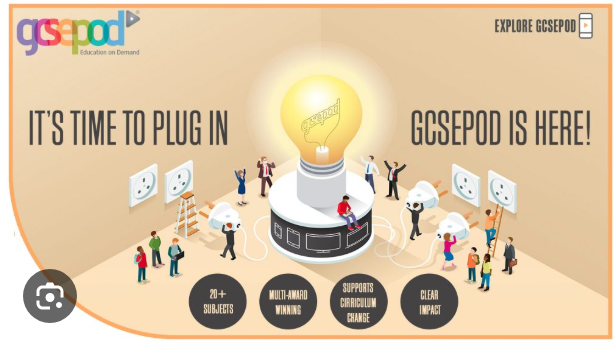 gcsepod
Education on Demand
EXPLORE GCSEPOD
IT'S TIME TO PLUG IN
GCSEPOD IS HERE!
gcsepod
20+
SUBJECTS
MULTI-AWARD
WINNING
SUPPORTS
CIRRICULUM
CHANGE
CLEAR
IMPACT